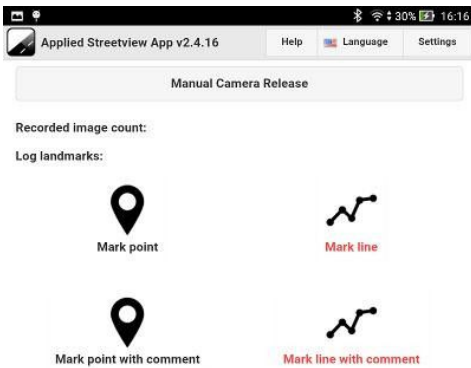 30% 16:16
Applied Streetview App v2.4.16 Help Language Settings
Manual Camera Release
Recorded image count:
Log landmarks:
Mark point Mark line
Mark point with comment Mark line with comment